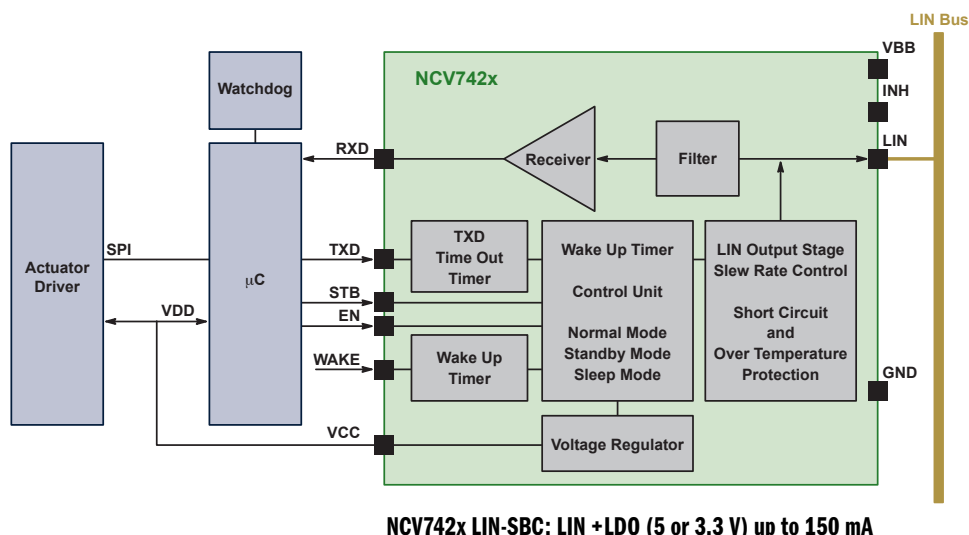 LIN Bus
VBB
NCV742x
INH
Watchdog
RXD
Receiver
Filter
LIN
Actuator
Driver
SPI
µC
TXD
TXD
Time Out
Timer
Wake Up Timer
Control Unit
Normal Mode
Standby Mode
Sleep Mode
LIN Output Stage
Slew Rate Control
Short Circuit
and
Over Temperature
Protection
STB
VDD
EN
WAKE
Wake Up
Timer
GND
VCC
Voltage Regulator
NCV742x LIN-SBC: LIN +LDO (5 or 3.3 V) up to 150 mA